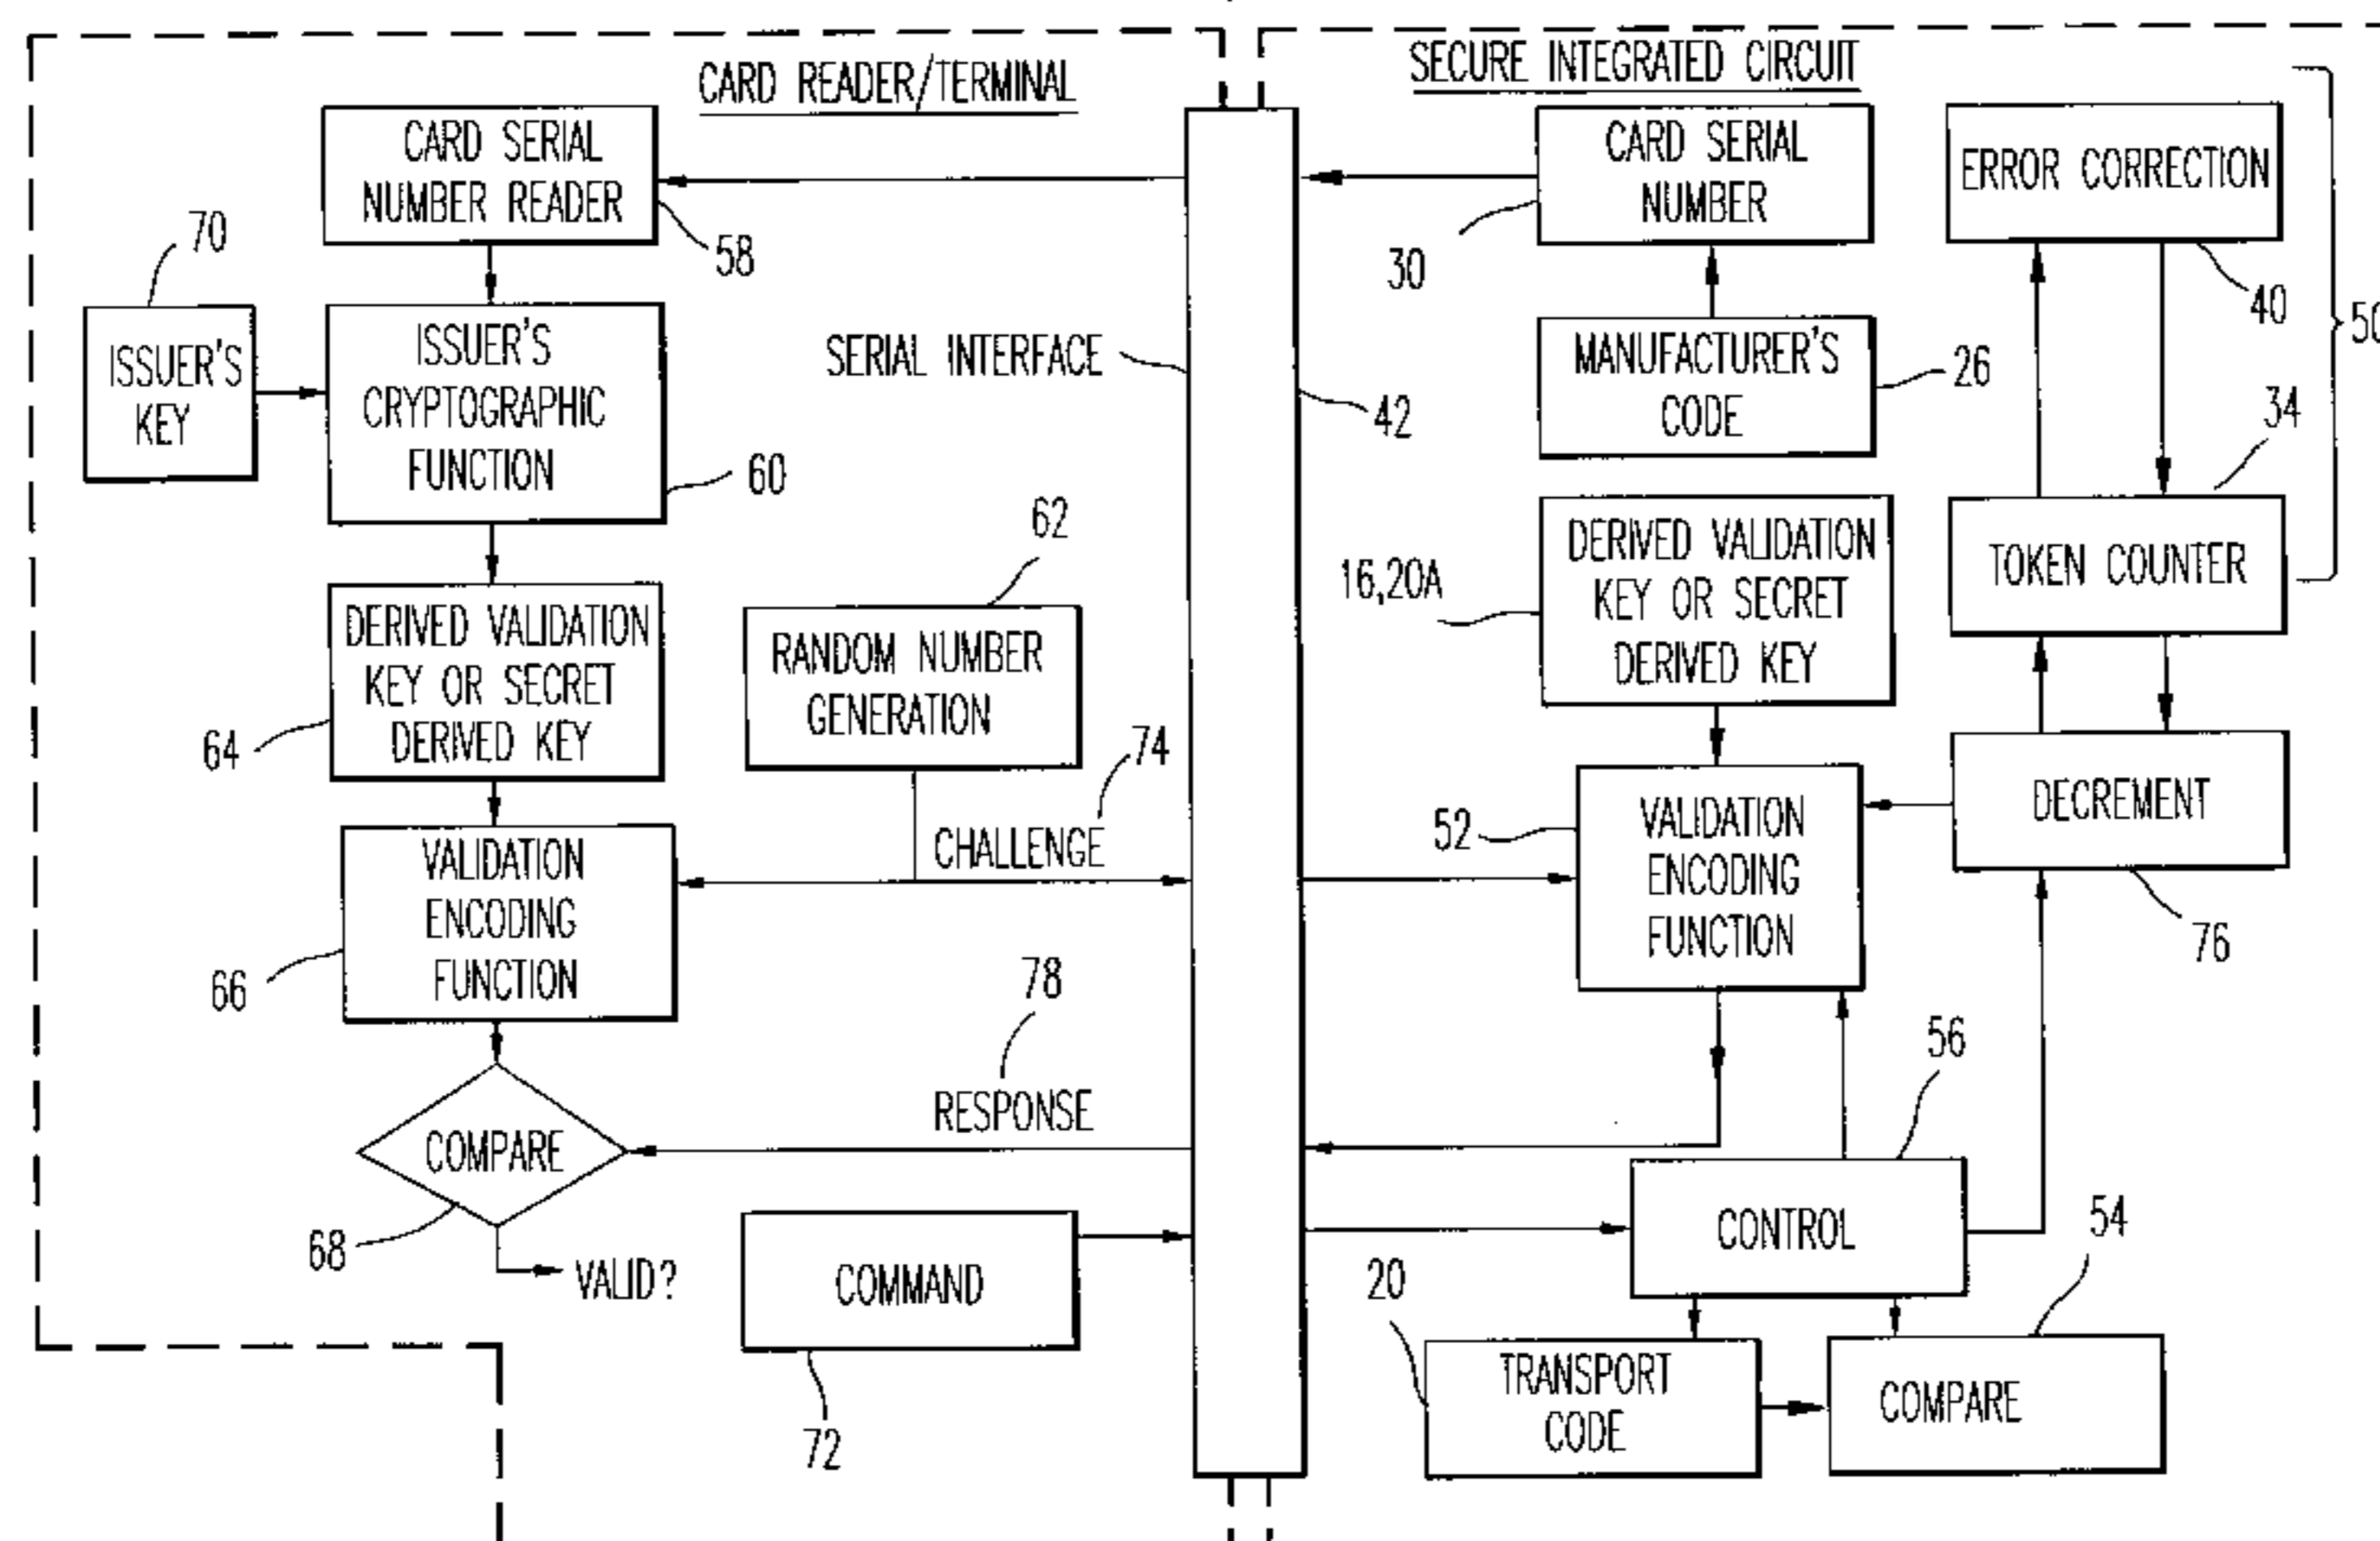 CARD READER/TERMINAL
CARD SERIAL
NUMBER READER
58
70
ISSUER'S
KEY
ISSUER'S
CRYPTOGRAPHIC
FUNCTION
60
SERIAL INTERFACE
42
DERIVED VALIDATION
KEY OR SECRET
DERIVED KEY
64
62
RANDOM NUMBER
GENERATION
74
CHALLENGE
VALIDATION
ENCODING
FUNCTION
66
78
RESPONSE
COMPARE
68
VALID?
COMMAND
72
SECURE INTEGRATED CIRCUIT
CARD SERIAL
NUMBER
30
ERROR CORRECTION
40
MANUFACTURER'S
CODE
26
34
DERIVED VALIDATION
KEY OR SECRET
DERIVED KEY
16,20A
TOKEN COUNTER
VALIDATION
ENCODING
FUNCTION
52
DECREMENT
76
56
CONTROL
54
20
TRANSPORT
CODE
COMPARE